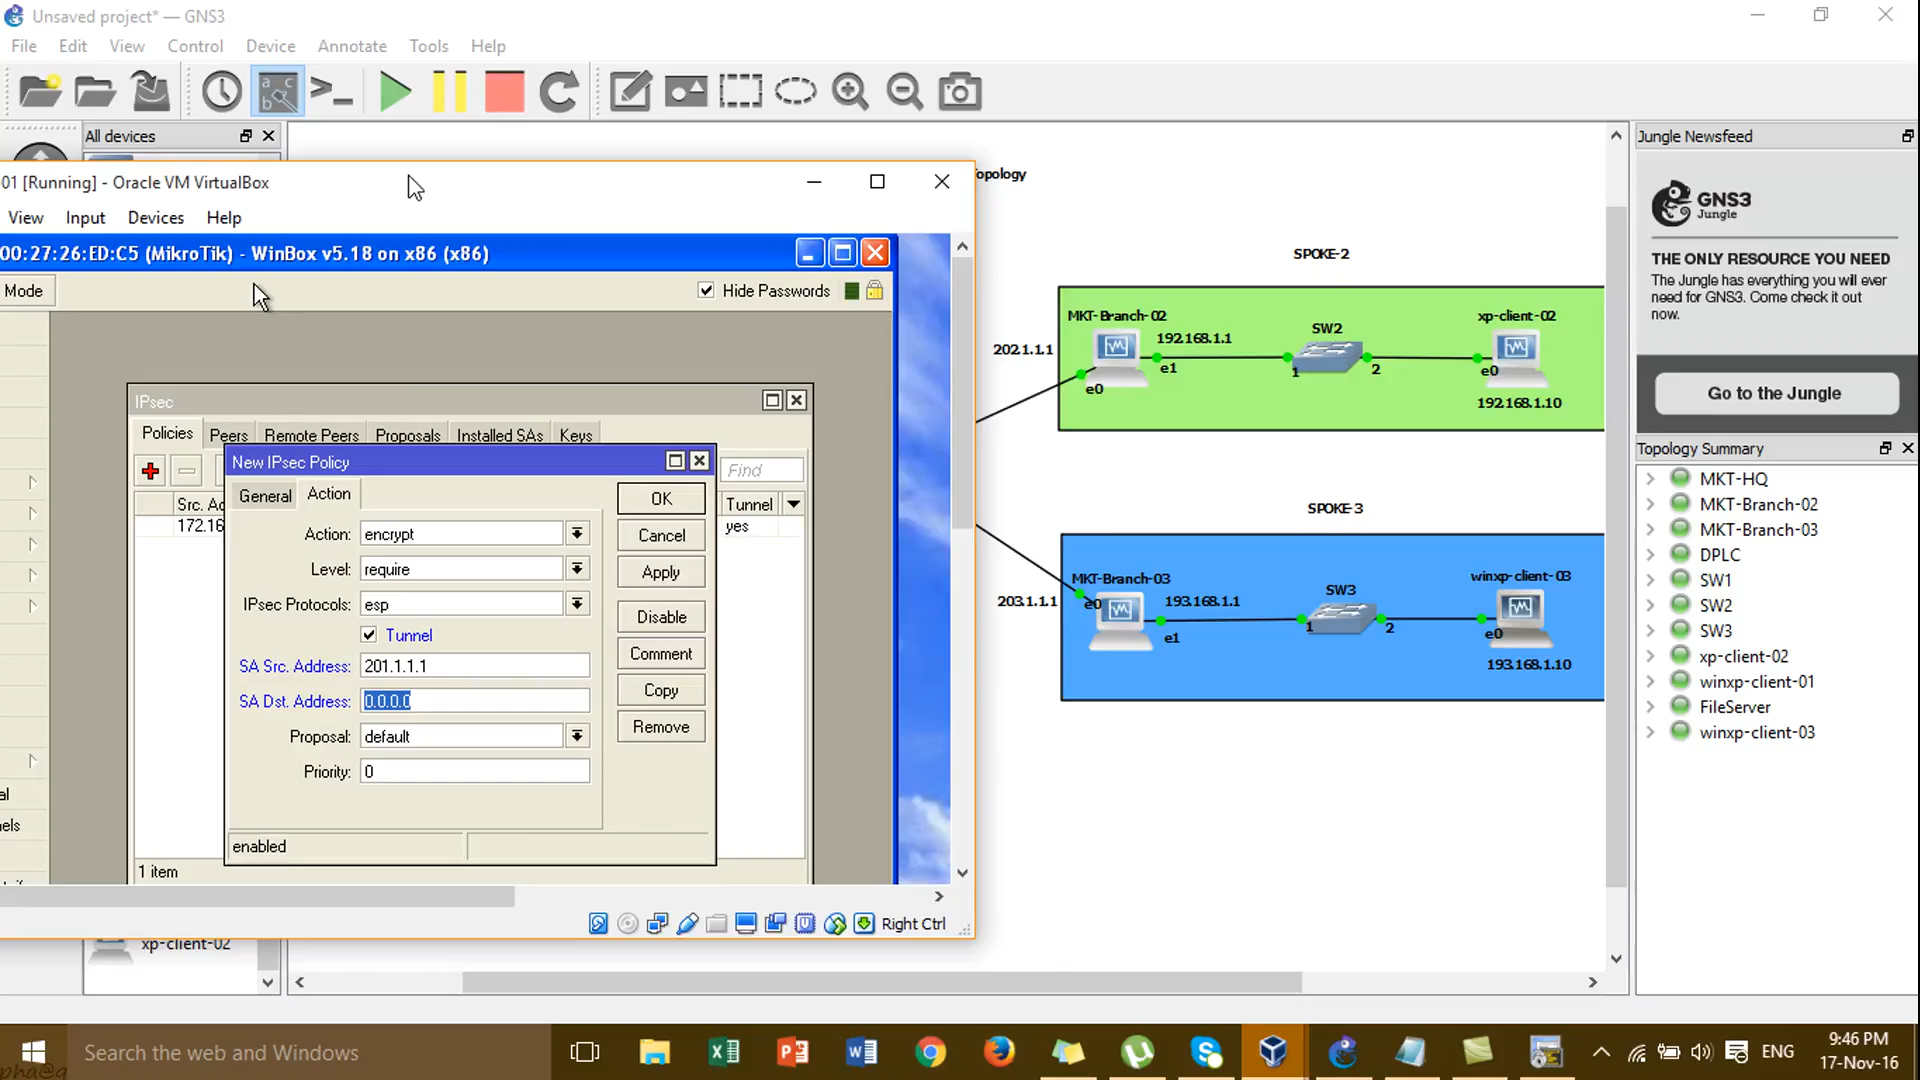 Unsaved project* — GNS3
File Edit View Control Device Annotate Tools Help
All devices
01 [Running] - Oracle VM VirtualBox
View Input Devices Help
00:27:26:ED:C5 (MikroTik) - WinBox v5.18 on x86 (x86)
Mode
Hide Passwords
IPsec
Policies Peers Remote Peers Proposals Installed SAs Keys
Find
Src. Ad
Tunnel
172.16
yes
New IPsec Policy
General Action
Action: encrypt
Level: require
IPsec Protocols: esp
Tunnel
SA Src. Address: 201.1.1.1
SA Dst. Address: 0.0.0.0
Proposal: default
Priority: 0
enabled
OK
Cancel
Apply
Disable
Comment
Copy
Remove
1 item
Right Ctrl
xp-client-02
opology
SPOKE-2
MKT-Branch-02
202.1.1.1
192.168.1.1
e0
e1
SW2
1
2
xp-client-02
e0
192.168.1.10
SPOKE-3
MKT-Branch-03
203.1.1.1
193.168.1.1
e0
e1
SW3
1
2
winxp-client-03
e0
193.168.1.10
Jungle Newsfeed
GNS3
Jungle
THE ONLY RESOURCE YOU NEED
The Jungle has everything you will ever
need for GNS3. Come check it out
now.
Go to the Jungle
Topology Summary
MKT-HQ
MKT-Branch-02
MKT-Branch-03
DPLC
SW1
SW2
SW3
xp-client-02
winxp-client-01
FileServer
winxp-client-03
Search the web and Windows
ENG
9:46 PM
17-Nov-16